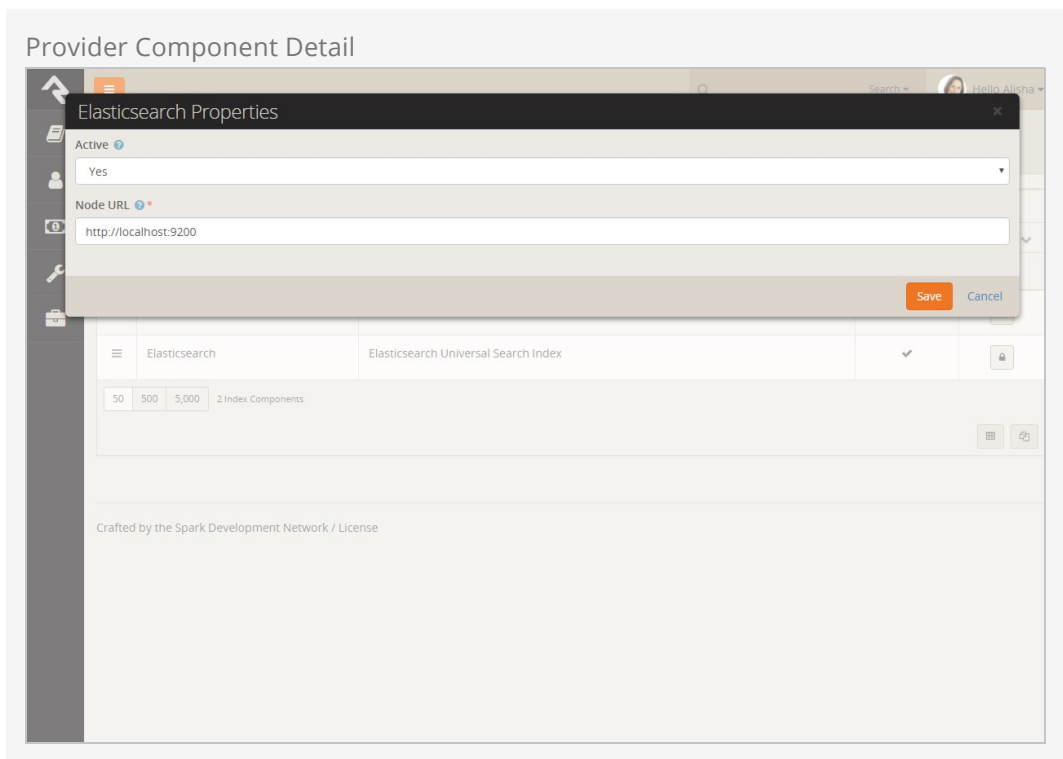 Provider Component Detail
Search
Hello Alisha
Elasticsearch Properties
×
Active
Yes
Node URL *
http://localhost:9200
Save Cancel
Elasticsearch Elasticsearch Universal Search Index
50 500 5,000 2 Index Components
Crafted by the Spark Development Network / License